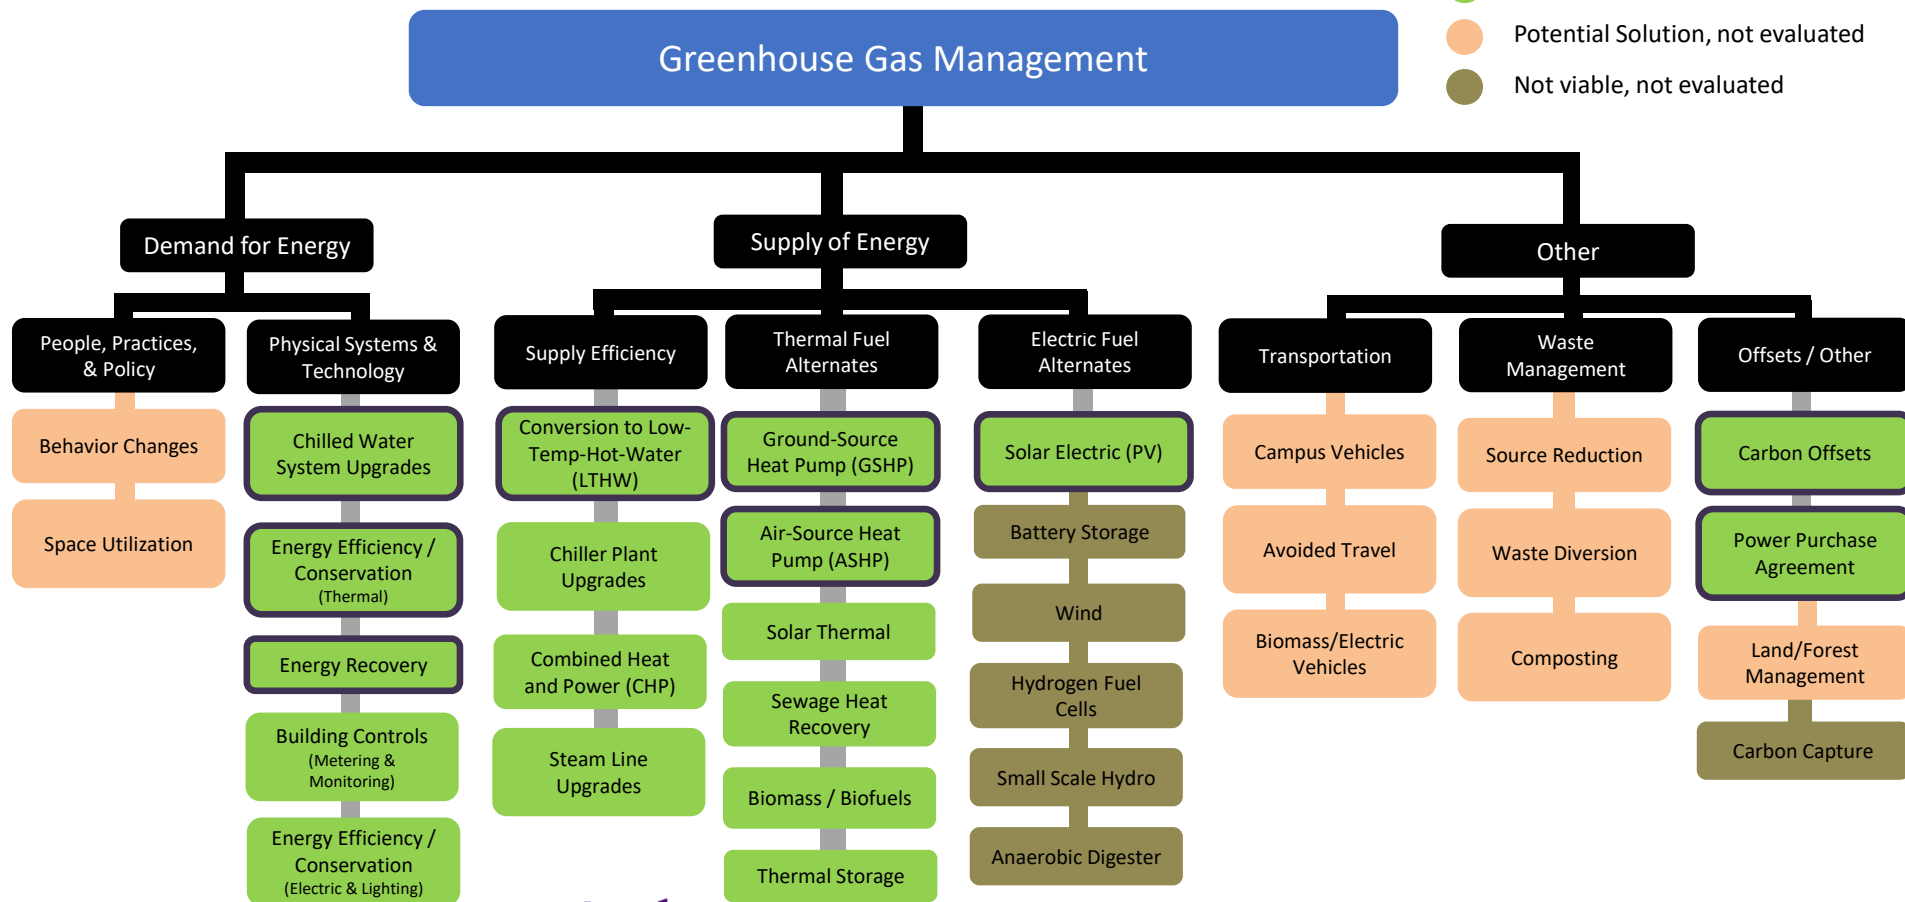 Greenhouse Gas Management
Potential Solution, not evaluated
Not viable, not evaluated
Demand for Energy
Supply of Energy
Other
People, Practices,
& Policy
Physical Systems &
Technology
Supply Efficiency
Thermal Fuel
Alternates
Electric Fuel
Alternates
Transportation
Waste
Management
Offsets / Other
Behavior Changes
Space Utilization
Chilled Water
System Upgrades
Energy Efficiency /
Conservation
(Thermal)
Energy Recovery
Building Controls
(Metering &
Monitoring)
Energy Efficiency /
Conservation
(Electric & Lighting)
Conversion to Low-
Temp-Hot-Water
(LTHW)
Chiller Plant
Upgrades
Combined Heat
and Power (CHP)
Steam Line
Upgrades
Ground-Source
Heat Pump (GSHP)
Air-Source Heat
Pump (ASHP)
Solar Thermal
Sewage Heat
Recovery
Biomass / Biofuels
Thermal Storage
Solar Electric (PV)
Battery Storage
Wind
Hydrogen Fuel
Cells
Small Scale Hydro
Anaerobic Digester
Campus Vehicles
Avoided Travel
Biomass/Electric
Vehicles
Source Reduction
Waste Diversion
Composting
Carbon Offsets
Power Purchase
Agreement
Land/Forest
Management
Carbon Capture